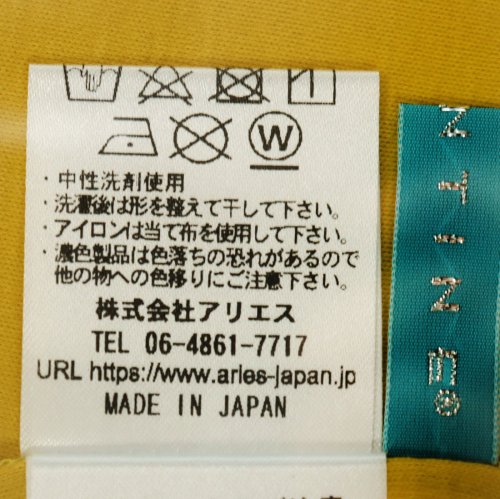 W
・中性洗剤使用
・洗濯後は形を整えて干して下さい。
・アイロンは当て布を使用して下さい。
・濃色製品は色落ちの恐れがあるので
他の物への色移りにご注意下さい。
株式会社アリエス
TEL 06-4861-7717
URL https://www.arles-japan.jp
MADE IN JAPAN
NTINE®